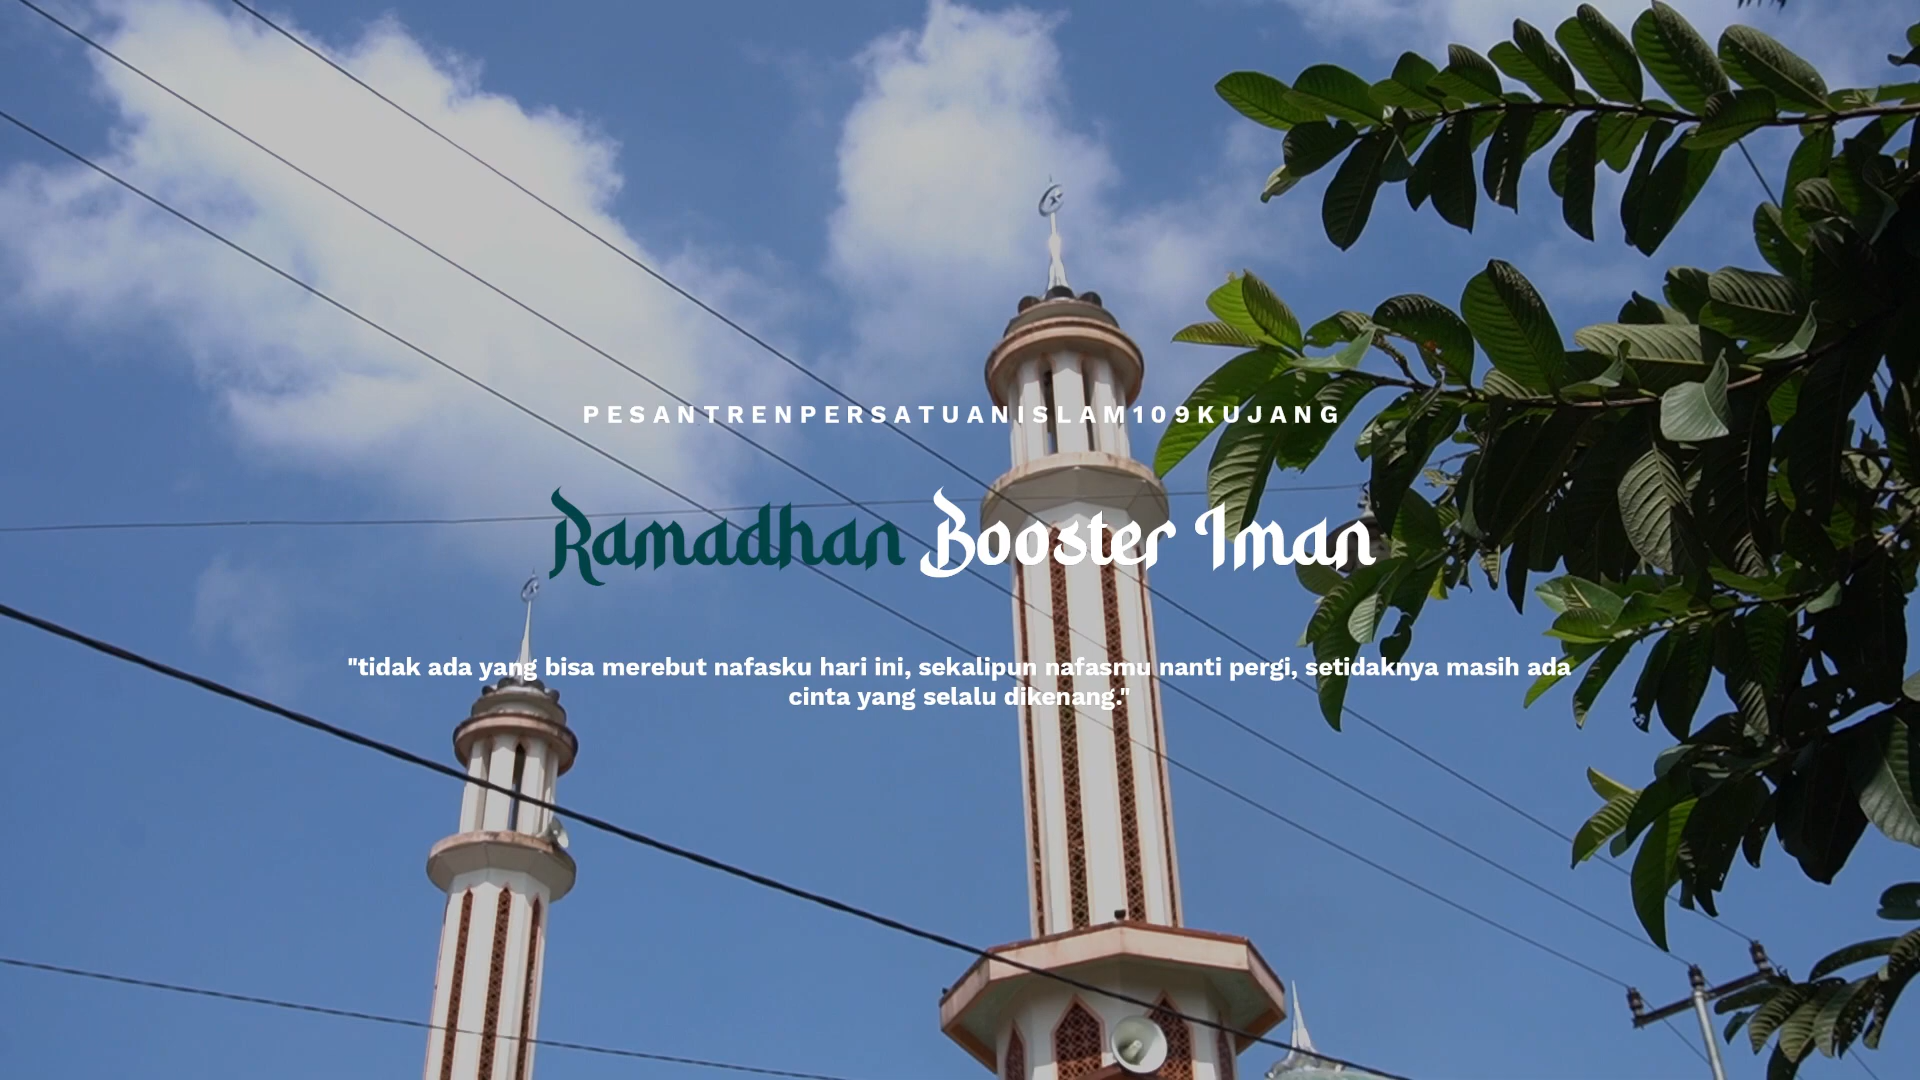 PESANTRENPERSATUANISLAM109KUJANG
Ramadhan Booster Iman
"tidak ada yang bisa merebut nafasku hari ini, sekalipun nafasmu nanti pergi, setidaknya masih ada
cinta yang selalu dikenang."